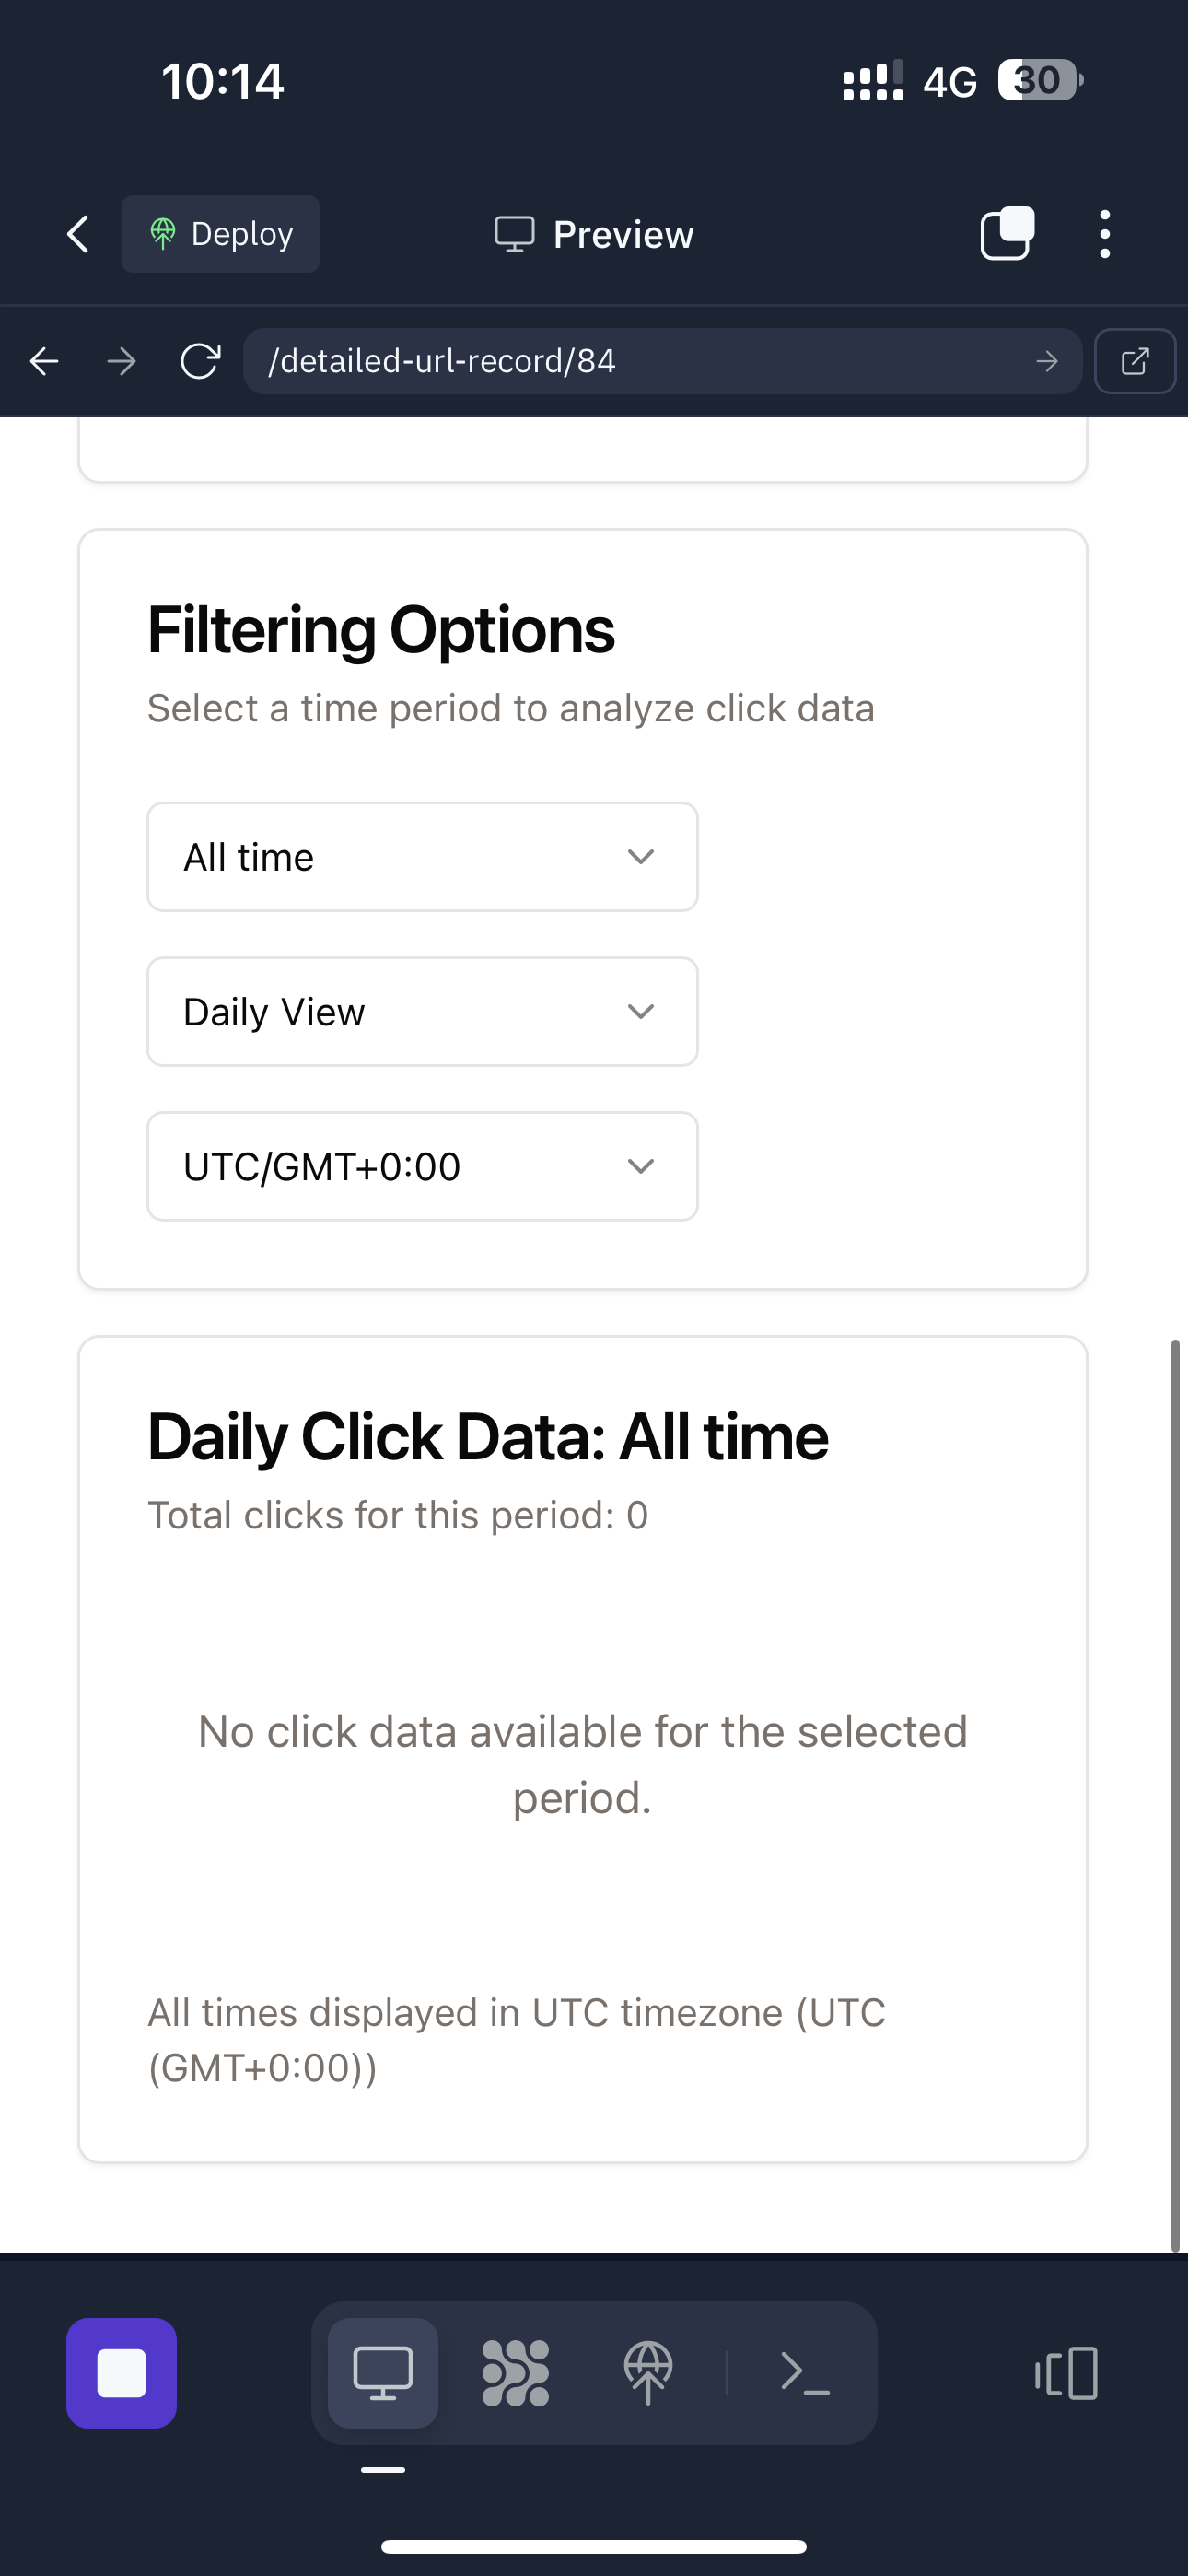 10:14
4G
30
Deploy
Preview
/detailed-url-record/84
Filtering Options
Select a time period to analyze click data
All time
Daily View
UTC/GMT+0:00
Daily Click Data: All time
Total clicks for this period: 0
No click data available for the selected
period.
All times displayed in UTC timezone (UTC
(GMT+0:00))